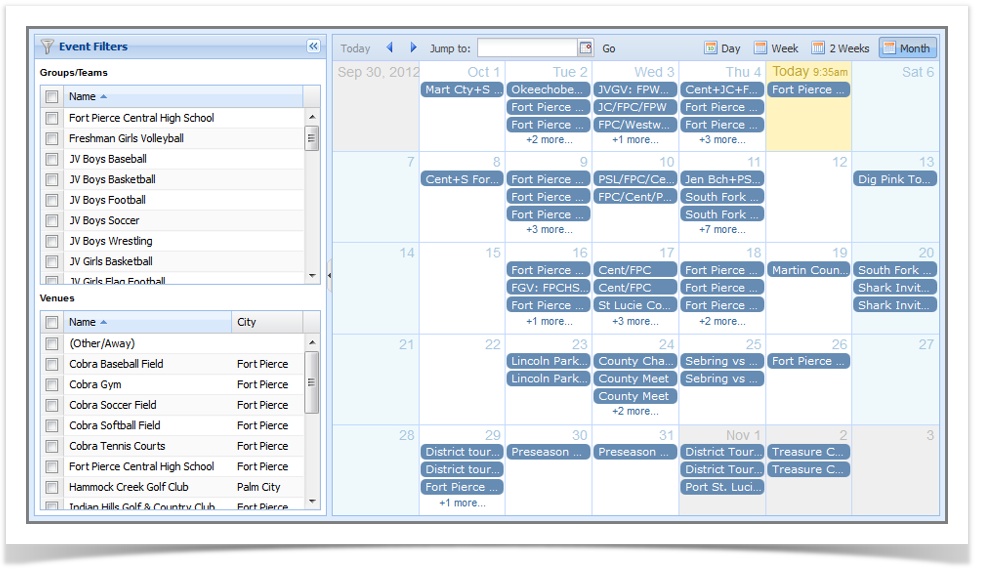 Event Filters
Groups/Teams
Name
Fort Pierce Central High School
Freshman Girls Volleyball
JV Boys Baseball
JV Boys Basketball
JV Boys Football
JV Boys Soccer
JV Boys Wrestling
JV Girls Basketball
JV Girls Flag Football
Venues
Name City
(Other/Away)
Cobra Baseball Field Fort Pierce
Cobra Gym Fort Pierce
Cobra Soccer Field Fort Pierce
Cobra Softball Field Fort Pierce
Cobra Tennis Courts Fort Pierce
Fort Pierce Central High School Fort Pierce
Hammock Creek Golf Club Palm City
Indian Hills Golf & Country Club Fort Pierce
Today Jump to: Go Day Week 2 Weeks Month
Sep 30, 2012 Oct 1 Tue 2 Wed 3 Thu 4 Today 9:35am Sat 6
Mart Cty+S ... Okeechobe... JVGV: FPW... Cent+JC+F... Fort Pierce ...
Fort Pierce ... JC/FPC/FPW Fort Pierce ...
Fort Pierce ... FPC/Westw... Fort Pierce ...
+2 more... +1 more... +3 more...
7 8 9 10 11 12 13
Cent+S For... Fort Pierce ... PSL/FPC/Ce... Jen Bch+PS... Dig Pink To...
Fort Pierce ... FPC/Cent/P... South Fork ...
Fort Pierce ... South Fork ...
+3 more... +7 more...
14 15 16 17 18 19 20
Fort Pierce ... Cent/FPC Fort Pierce ... Martin Coun... South Fork ...
FGV: FPCHS... Cent/FPC Fort Pierce ... Shark Invit...
Fort Pierce ... St Lucie Co... Fort Pierce ... Shark Invit...
+1 more... +3 more... +2 more...
21 22 23 24 25 26 27
Lincoln Park... County Cha... Sebring vs ... Fort Pierce ...
Lincoln Park... County Meet Sebring vs ...
County Meet
+2 more...
28 29 30 31 Nov 1 2 3
District tour... Preseason ... Preseason ... District Tour... Treasure C...
District tour... District Tour... Treasure C...
Fort Pierce ... Port St. Luci...
+1 more...